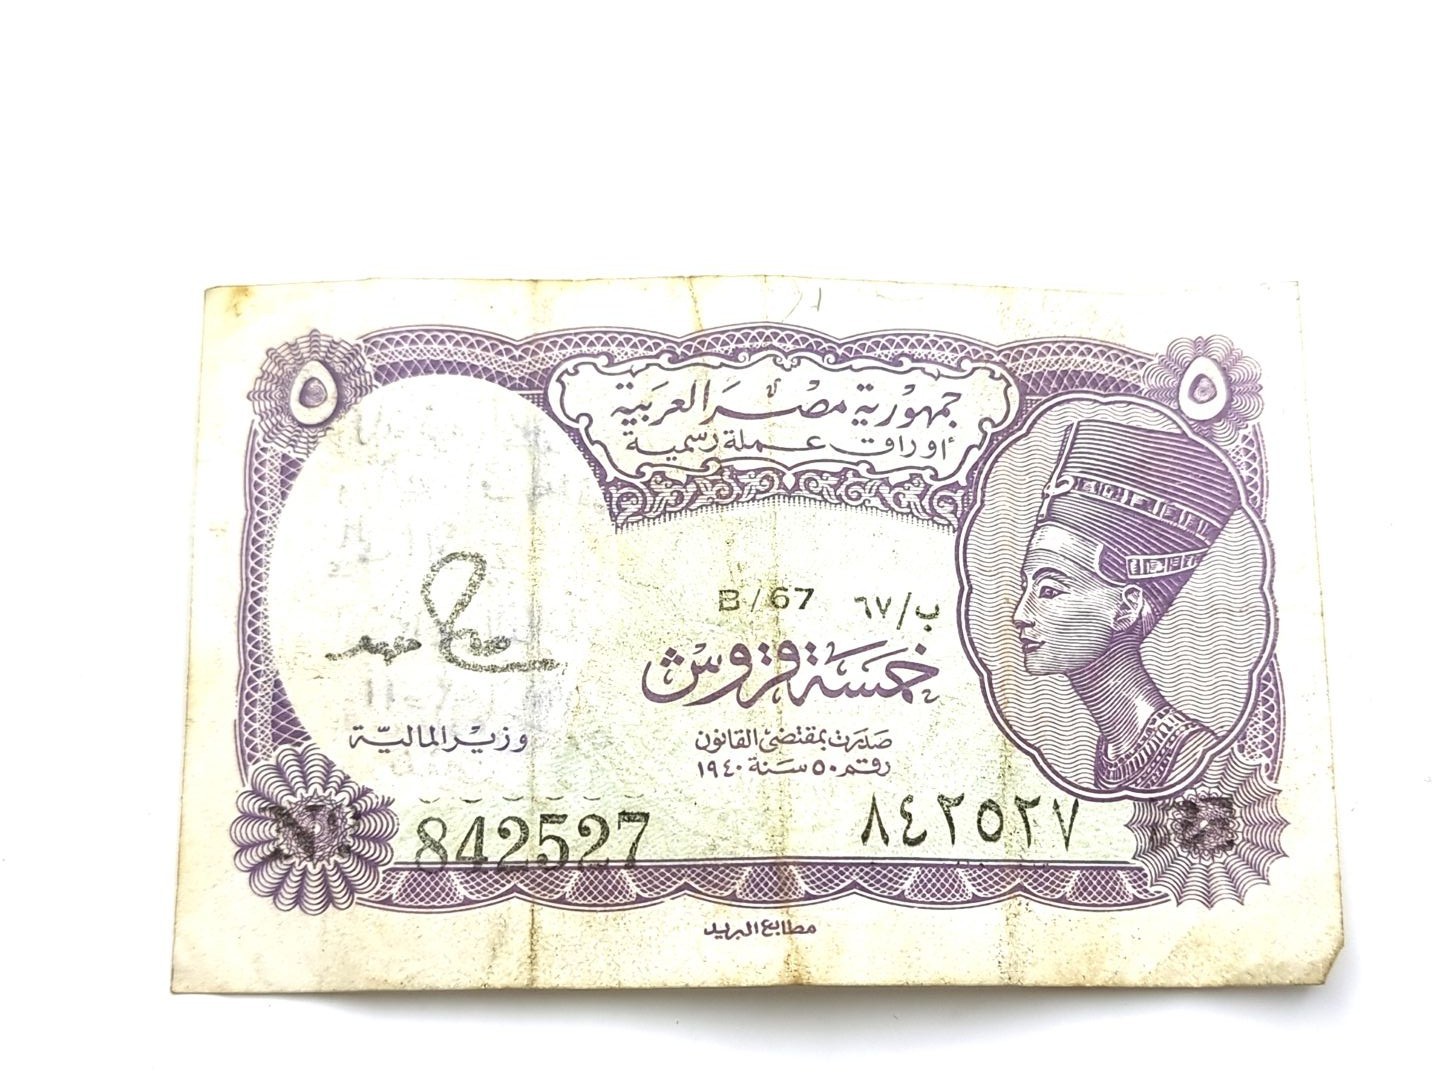 ٥ ٥
جمهورية مصر العربية
أوراق عملة رسمية
B/67 ب/٦٧
خمسة قروش
وزير المالية
صدرت بمقتضى القانون
رقم ٥٠ سنة ١٩٤٠
842527 ٨٤٢٥٢٧
مطابع البريد